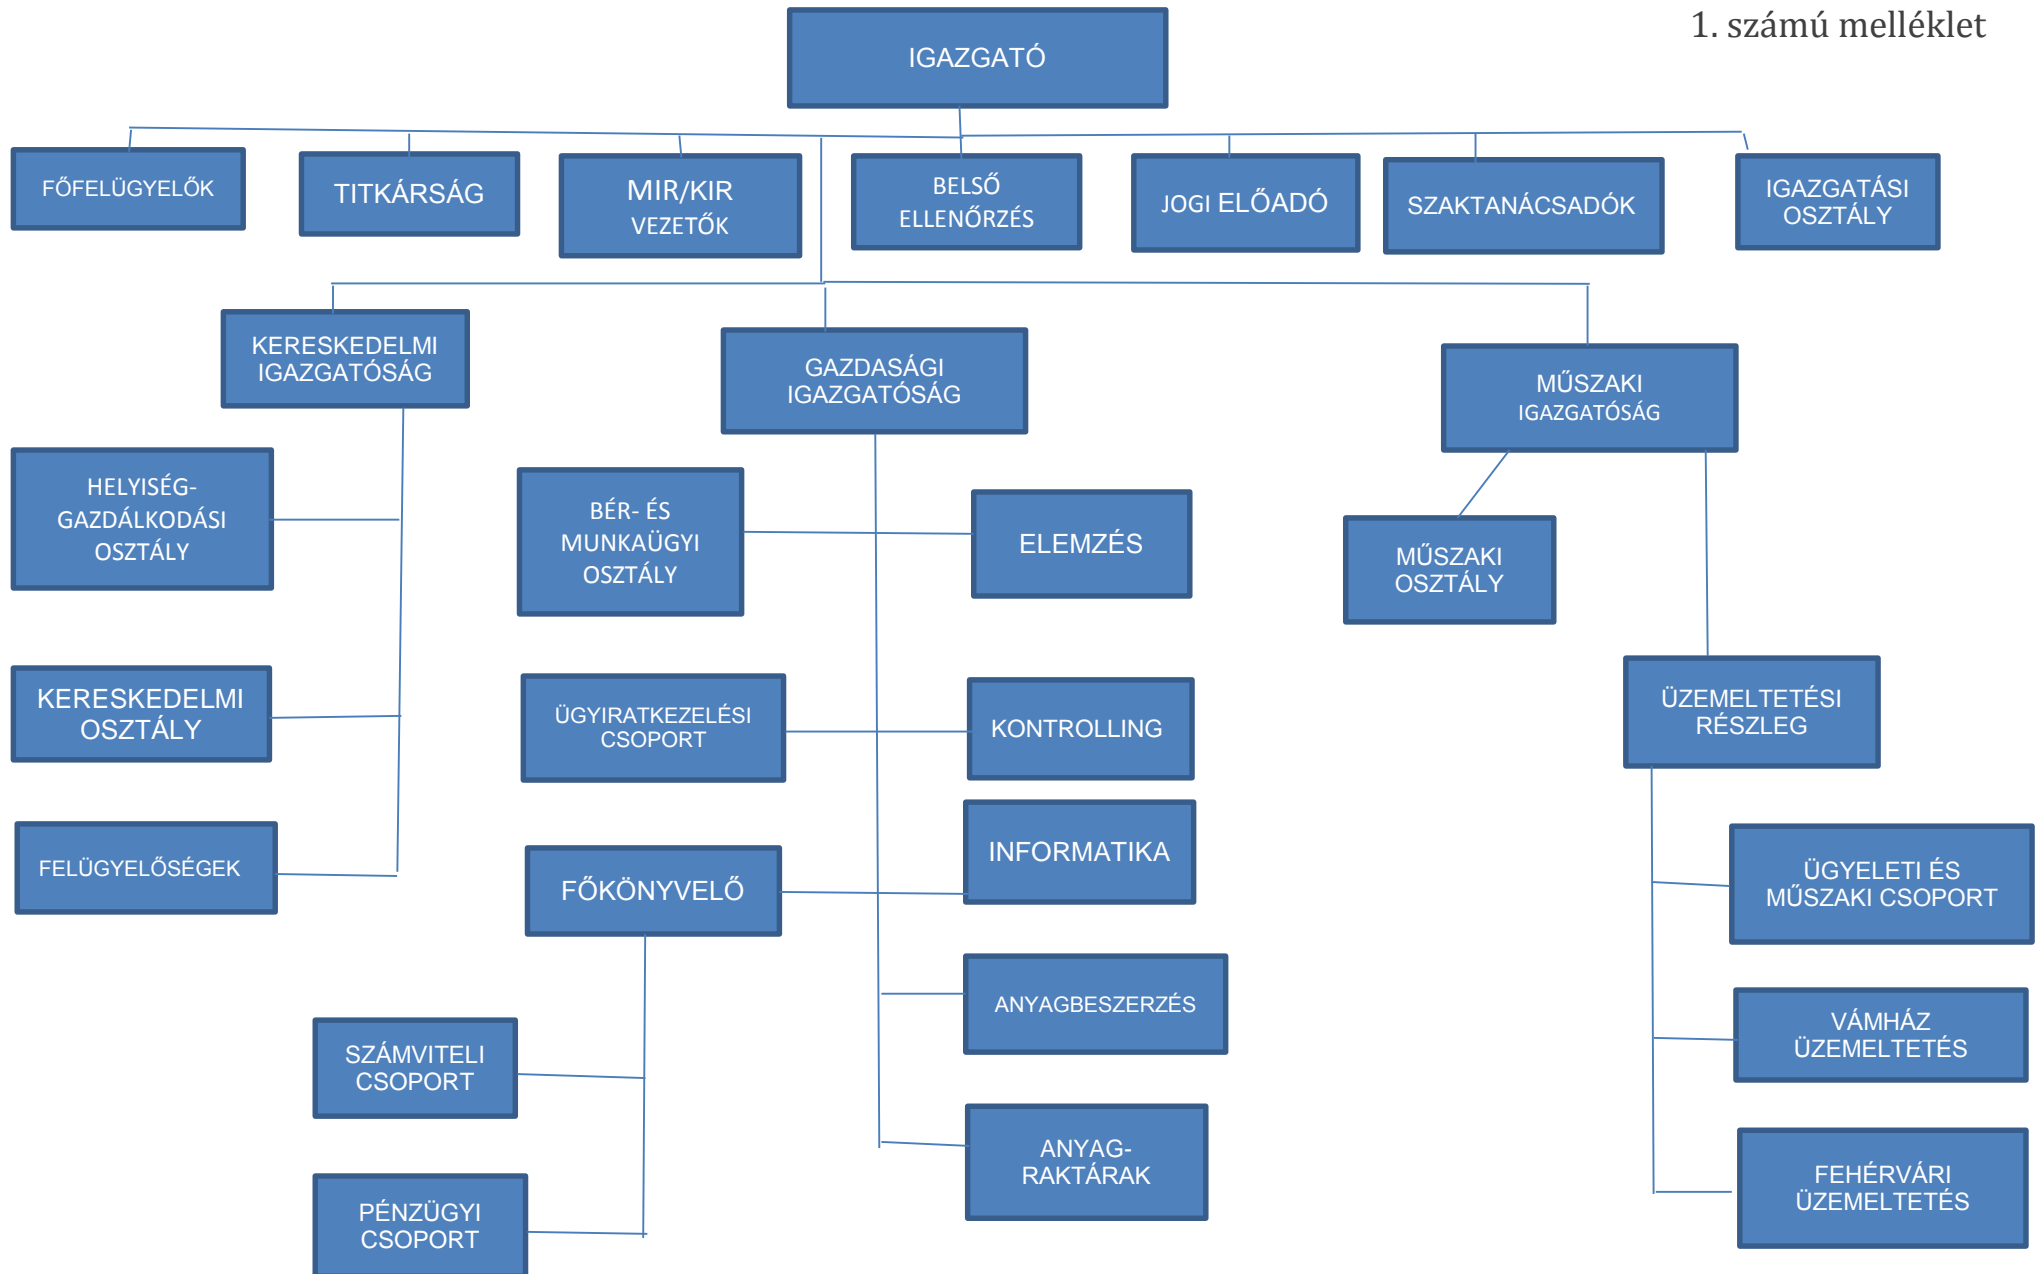 1. számú melléklet
IGAZGATÓ
FŐFELÜGYELŐK
TITKÁRSÁG
MIR/KIR
VEZETŐK
BELSŐ
ELLENŐRZÉS
JOGI ELŐADÓ
SZAKTANÁCSADÓK
IGAZGATÁSI
OSZTÁLY
KERESKEDELMI
IGAZGATÓSÁG
GAZDASÁGI
IGAZGATÓSÁG
MŰSZAKI
IGAZGATÓSÁG
HELYISÉG-
GAZDÁLKODÁSI
OSZTÁLY
BÉR- ÉS
MUNKAÜGYI
OSZTÁLY
ELEMZÉS
MŰSZAKI
OSZTÁLY
KERESKEDELMI
OSZTÁLY
ÜGYIRATKEZELÉSI
CSOPORT
KONTROLLING
ÜZEMELTETÉSI
RÉSZLEG
FELÜGYELŐSÉGEK
FŐKÖNYVELŐ
INFORMATIKA
ÜGYELETI ÉS
MŰSZAKI CSOPORT
ANYAGBESZERZÉS
SZÁMVITELI
CSOPORT
VÁMHÁZ
ÜZEMELTETÉS
ANYAG-
RAKTÁRAK
PÉNZÜGYI
CSOPORT
FEHÉRVÁRI
ÜZEMELTETÉS